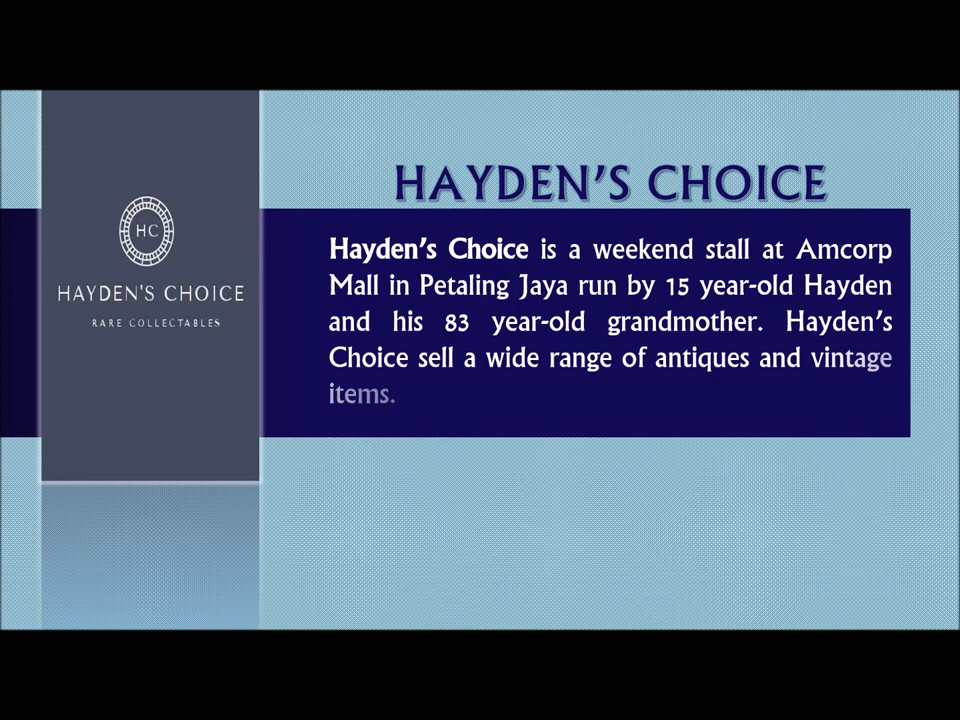 HC
HAYDEN'S CHOICE
RARE COLLECTABLES
HAYDEN'S CHOICE
Hayden's Choice is a weekend stall at Amcorp
Mall in Petaling Jaya run by 15 year-old Hayden
and his 83 year-old grandmother. Hayden's
Choice sell a wide range of antiques and vintage
items.